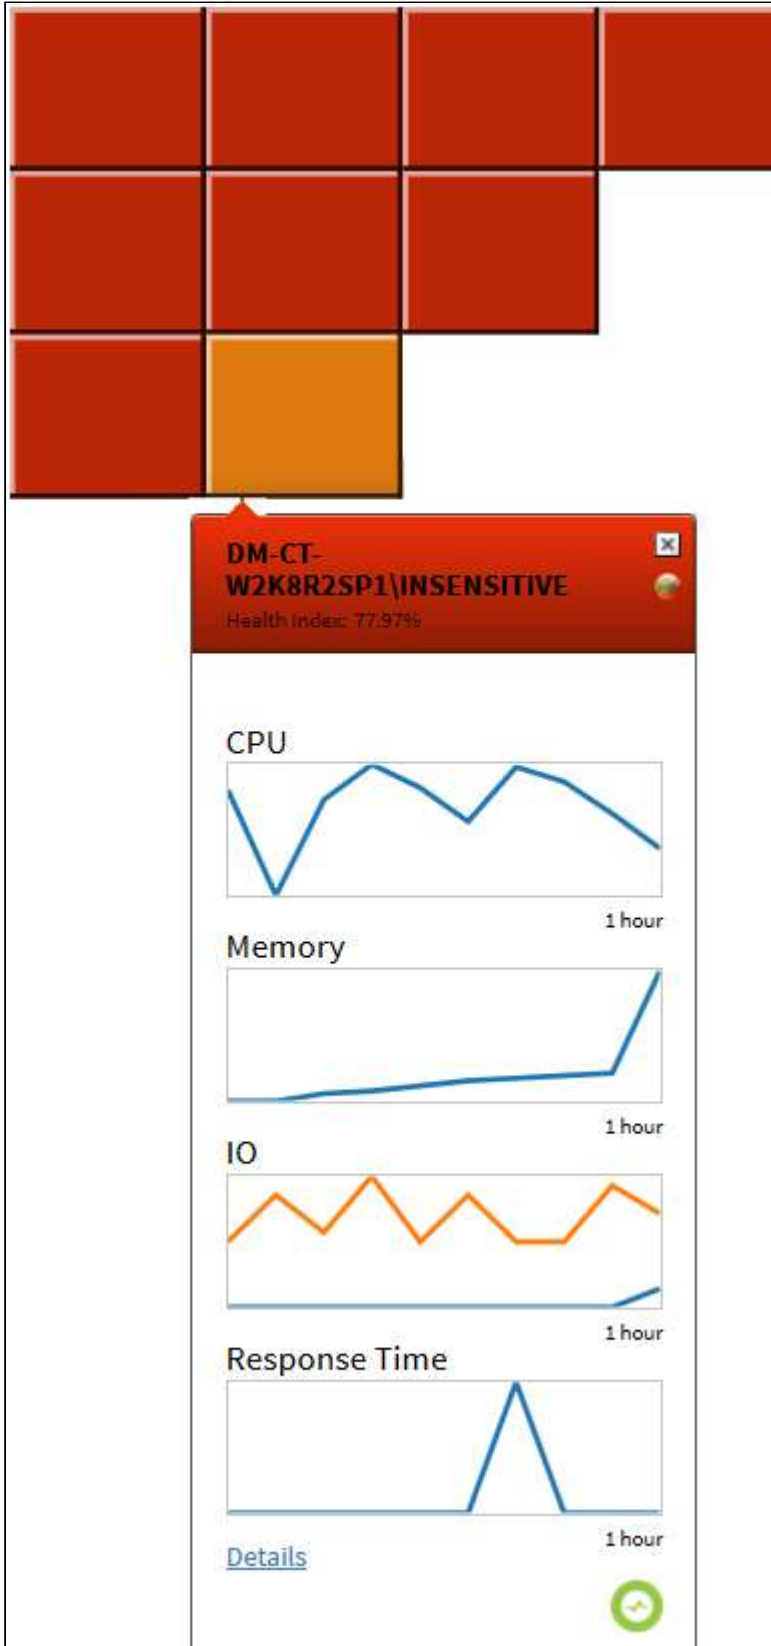 DM-CT-
W2K8R2SP1\INSENSITIVE
Health Index: 77.97%
CPU
1 hour
Memory
1 hour
IO
1 hour
Response Time
1 hour
Details